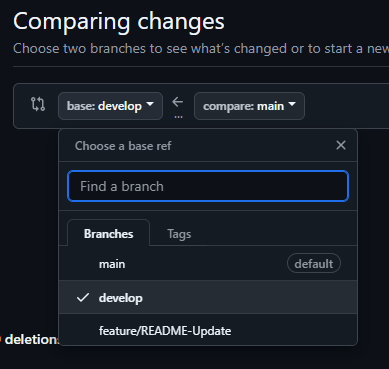 Comparing changes
Choose two branches to see what's changed or to start a new
base: develop ← compare: main
...
Choose a base ref ×
Find a branch
Branches Tags
main default
develop
feature/README-Update
deletion